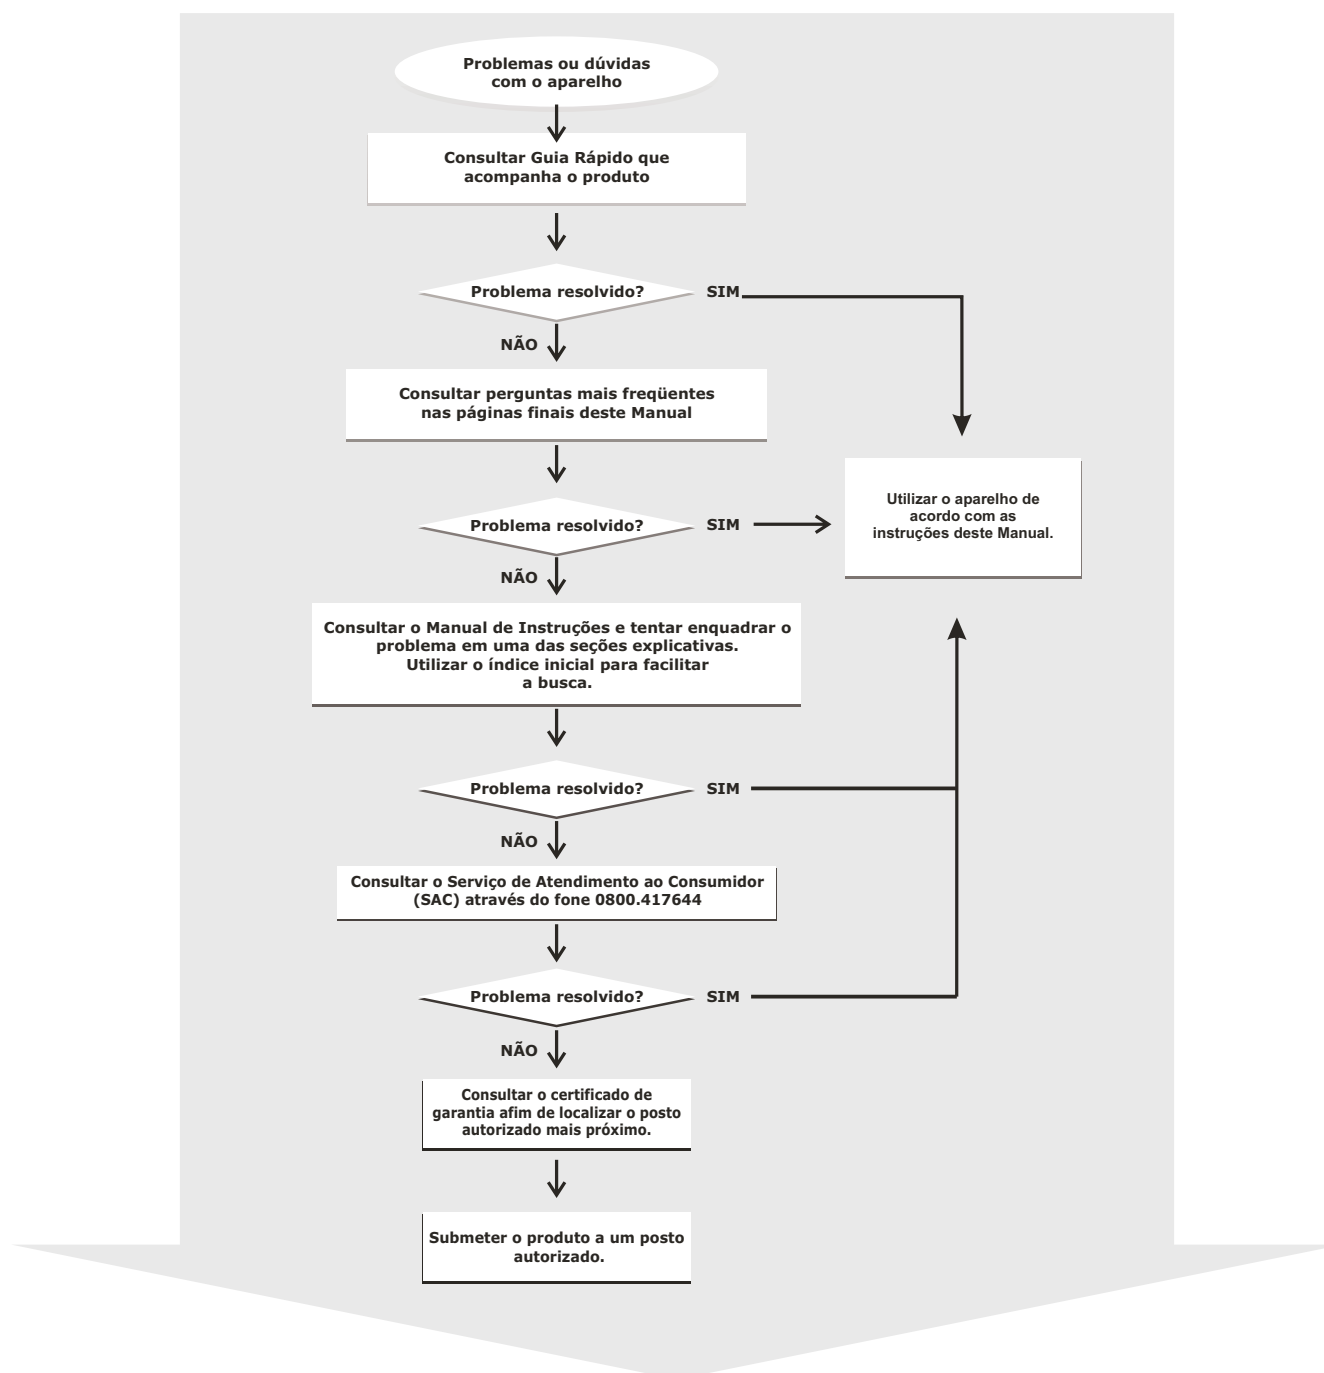 Problemas ou dúvidas
com o aparelho
Consultar Guia Rápido que
acompanha o produto
Problema resolvido?
SIM
NÃO
Consultar perguntas mais freqüentes
nas páginas finais deste Manual
Utilizar o aparelho de
acordo com as
instruções deste Manual.
Problema resolvido?
SIM
NÃO
Consultar o Manual de Instruções e tentar enquadrar o
problema em uma das seções explicativas.
Utilizar o índice inicial para facilitar
a busca.
Problema resolvido?
SIM
NÃO
Consultar o Serviço de Atendimento ao Consumidor
(SAC) através do fone 0800.417644
Problema resolvido?
SIM
NÃO
Consultar o certificado de
garantia afim de localizar o posto
autorizado mais próximo.
Submeter o produto a um posto
autorizado.